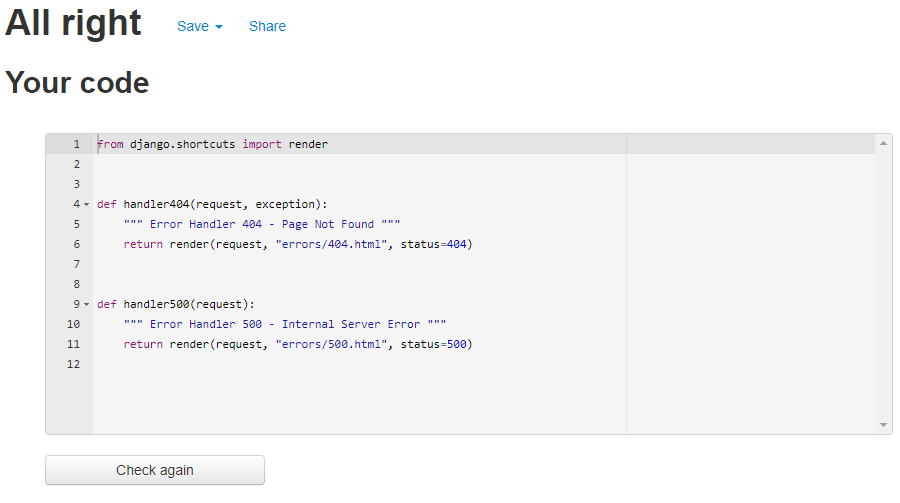 All right Save Share
Your code
1 from django.shortcuts import render
2
3
4 def handler404(request, exception):
5     """ Error Handler 404 - Page Not Found """
6     return render(request, "errors/404.html", status=404)
7
8
9 def handler500(request):
10     """ Error Handler 500 - Internal Server Error """
11     return render(request, "errors/500.html", status=500)
12
Check again